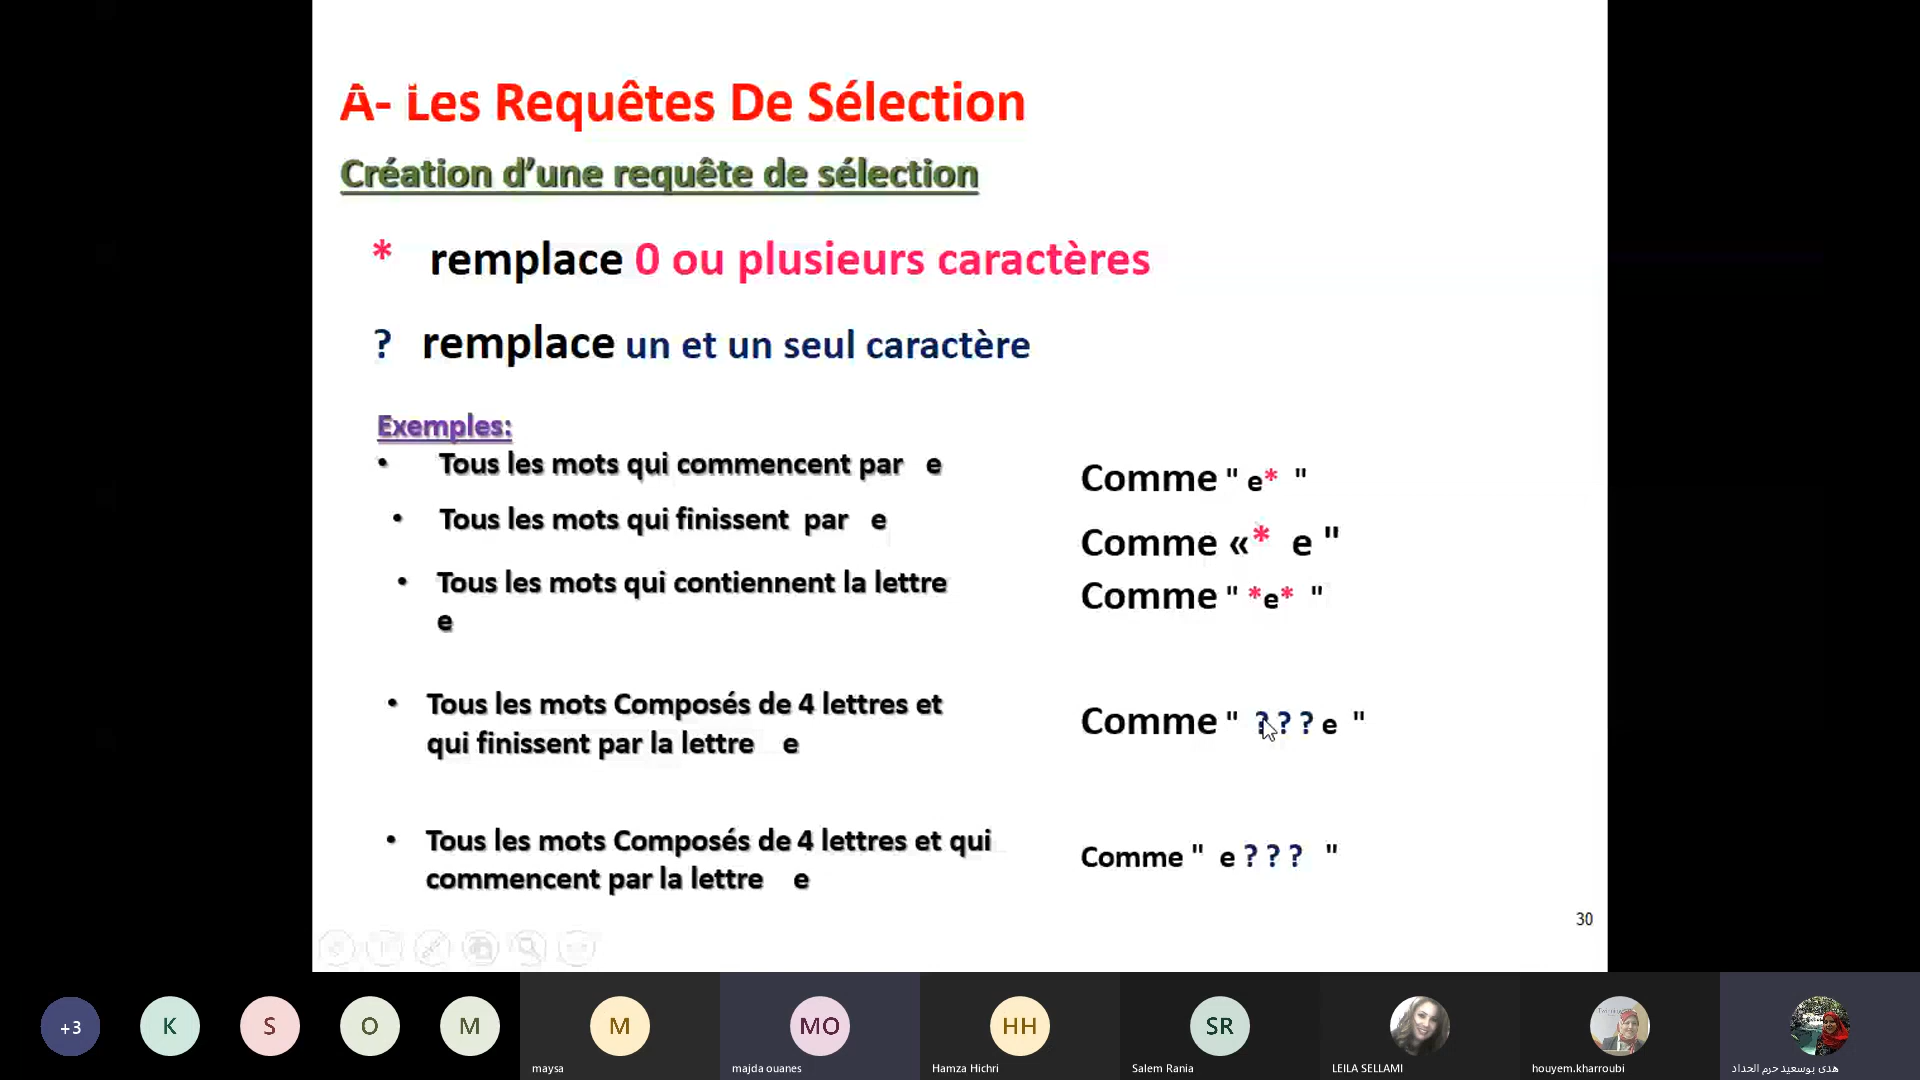 A- Les Requêtes De Sélection
Création d'une requête de sélection
* remplace 0 ou plusieurs caractères
? remplace un et un seul caractère
Exemples:
• Tous les mots qui commencent par e
Comme " e* "
• Tous les mots qui finissent par e
Comme «* e "
• Tous les mots qui contiennent la lettre
e
Comme " *e* "
• Tous les mots Composés de 4 lettres et
qui finissent par la lettre e
Comme " ? ? ? e "
• Tous les mots Composés de 4 lettres et qui
commencent par la lettre e
Comme " e ? ? ? "
30
+3
K
S
O
M
M
maysa
MO
majda ouanes
HH
Hamza Hichri
SR
Salem Rania
LEILA SELLAMI
houyem.kharroubi
هدى بوسعيد حرم الحداد